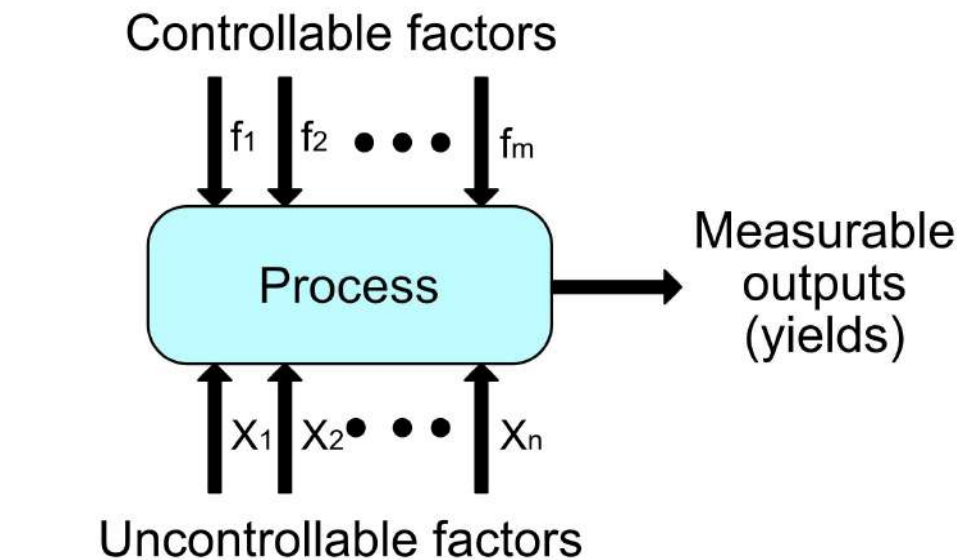 Controllable factors
f1 f2 ••• fm
Process
Measurable
outputs
(yields)
X1 X2 ••• Xn
Uncontrollable factors